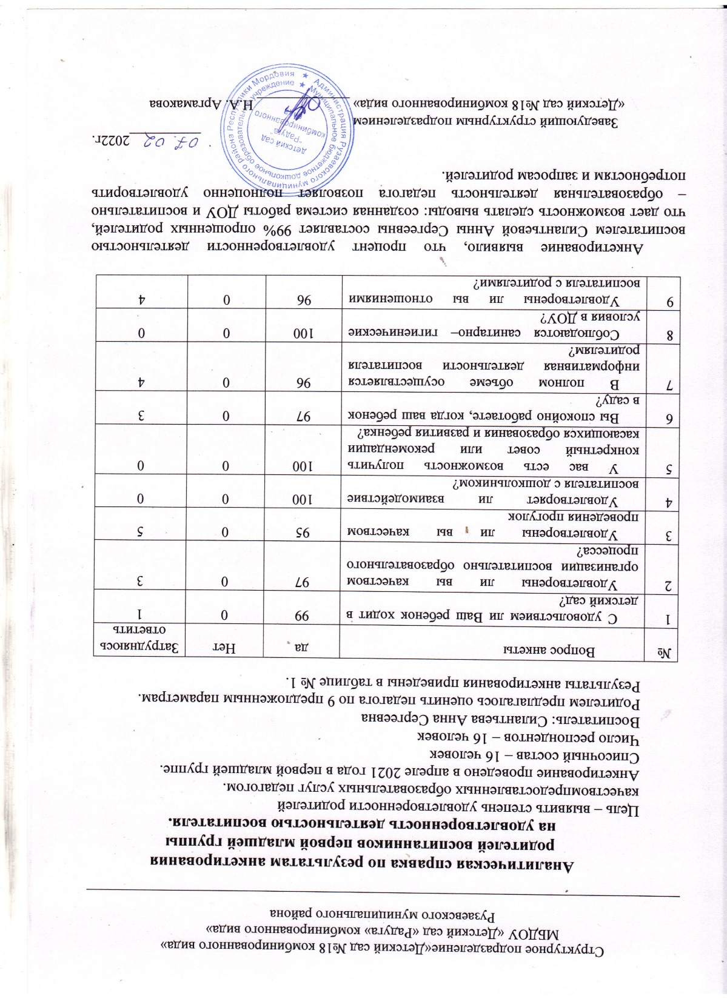 Структурное подразделение«Детский сад №18 комбинированного вида»
МБДОУ «Детский сад «Радуга» комбинированного вида»
Рузаевского муниципального района
Аналитическая справка по результатам анкетирования
родителей воспитанников первой младшей группы
на удовлетворенность деятельностью воспитателя.
Цель – выявить степень удовлетворенности родителей
качествомпредоставленных образовательных услуг педагогом.
Анкетирование проведено в апреле 2021 года в первой младшей группе.
Списочный состав – 16 человек
Число респондентов – 16 человек
Воспитатель: Силантьева Анна Сергеевна
Родителем предлагалось оценить педагога по 9 предложенным параметрам.
Результаты анкетирования приведены в таблице № 1.
№ Вопрос анкеты да Нет Затрудняюсь
ответить
1 С удовольствием ли Ваш ребенок ходит в 99 0 1
детский сад?
2 Удовлетворены ли вы качеством 97 0 3
организации воспитательно образовательного
процесса?
3 Удовлетворены ли вы качеством 95 0 5
проведения прогулок
4 Удовлетворяет ли взаимодействие 100 0 0
воспитателя с дошкольником?
5 У вас есть возможность получить 100 0 0
конкретный совет или рекомендации
касающихся образования и развития ребенка?
6 Вы спокойно работаете, когда ваш ребенок 97 0 3
в саду?
7 В полном объеме осуществляется 96 0 4
информативная деятельности воспитателя
родителям?
8 Соблюдаются санитарно– гигиенические 100 0 0
условия в ДОУ?
9 Удовлетворены ли вы отношениями 96 0 4
воспитателя с родителями?
Анкетирование выявило, что процент удовлетворенности деятельностью
воспитателем Силантьевой Анны Сергеевны составляет 99% опрошенных родителей,
что дает возможность сделать выводы: созданная система работы ДОУ и воспитательно
– образовательная деятельность педагога позволяет полноценно удовлетворить
потребностям и запросам родителей.
07.02 2022г.
Заведующий структурным подразделением
«Детский сад №18 комбинированного вида» Н.А. Аргамакова
★ Администрация Рузаевского муниципального района Республики Мордовия
★ Муниципальное бюджетное дошкольное образовательное учреждение
детский сад
"Радуга"
комбинированного
вида